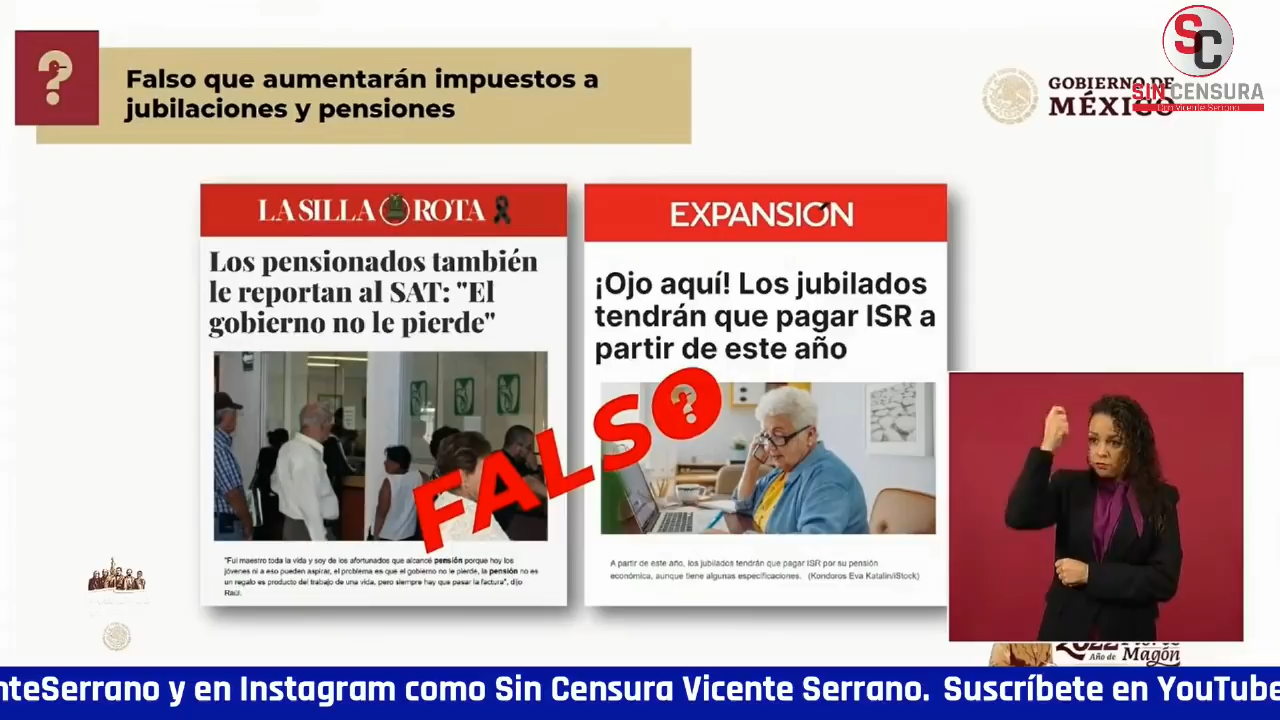 Falso que aumentarán impuestos a
jubilaciones y pensiones
GOBIERNO DE
MÉXICO
SC
SIN CENSURA
Con Vicente Serrano
LA SILLA ROTA
Los pensionados también
le reportan al SAT: "El
gobierno no le pierde"
"Fui maestro toda la vida y soy de los afortunados que alcancé pensión porque hoy los
jóvenes ni a eso pueden aspirar, el problema es que el gobierno no le pierde, la pensión no es
un regalo es producto del trabajo de una vida, pero siempre hay que pasar la factura", dijo
Raúl.
EXPANSIÓN
¡Ojo aquí! Los jubilados
tendrán que pagar ISR a
partir de este año
A partir de este año, los jubilados tendrán que pagar ISR por su pensión
económica, aunque tiene algunas especificaciones. (Kondoros Eva Katalin/iStock)
FALSO
Año de Magón
nteSerrano y en Instagram como Sin Censura Vicente Serrano. Suscríbete en YouTube